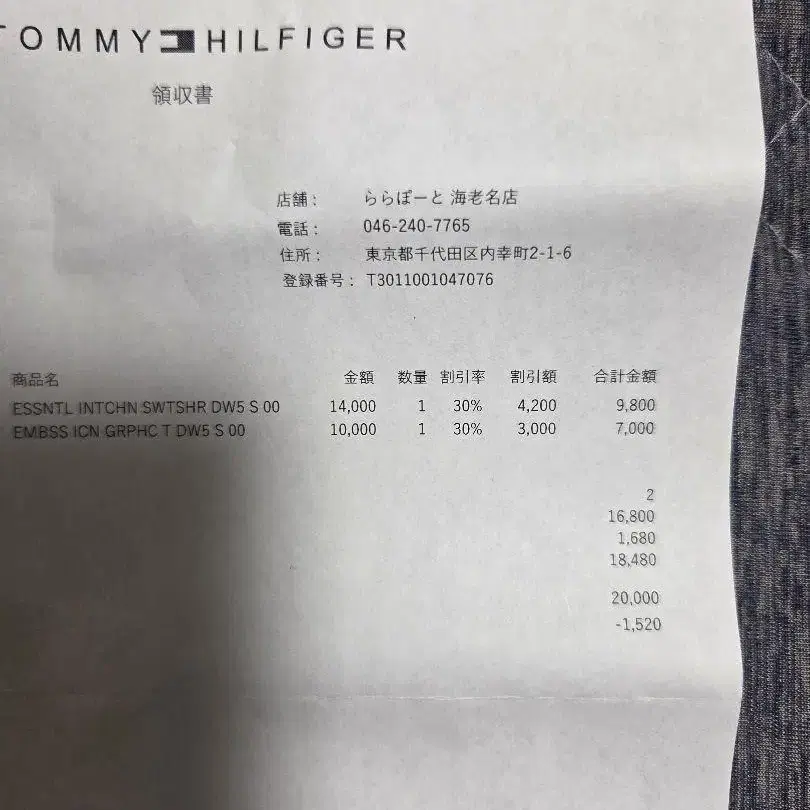 TOMMY HILFIGER
領収書
店舗： ららぽーと 海老名店
電話： 046-240-7765
住所： 東京都千代田区内幸町2-1-6
登録番号： T3011001047076
商品名 金額 数量 割引率 割引額 合計金額
ESSNTL INTCHN SWTSHR DW5 S 00 14,000 1 30% 4,200 9,800
EMBSS ICN GRPHC T DW5 S 00 10,000 1 30% 3,000 7,000
2
16,800
1,680
18,480
20,000
-1,520